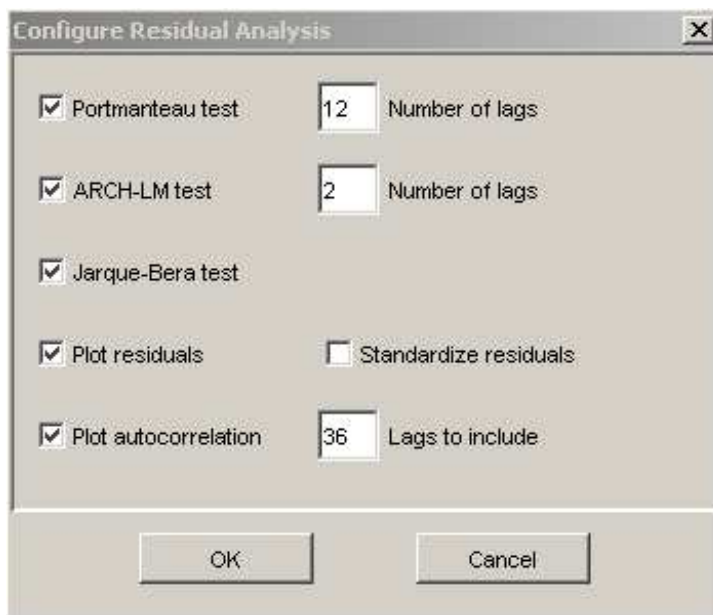 Configure Residual Analysis
Portmanteau test 12 Number of lags
ARCH-LM test 2 Number of lags
Jarque-Bera test
Plot residuals Standardize residuals
Plot autocorrelation 36 Lags to include
OK Cancel